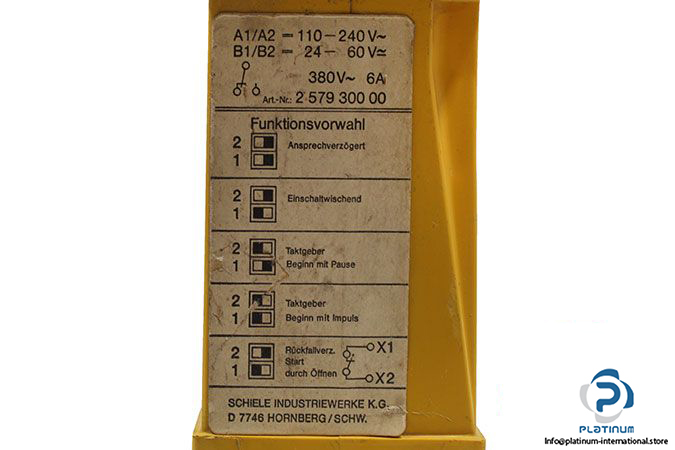 A1/A2 = 110 – 240 V~
B1/B2 = 24 – 60 V≃
380 V~ 6A
Art.-Nr.: 2 579 300 00
Funktionsvorwahl
2
Ansprechverzögert
1
2
Einschaltwischend
1
2 Taktgeber
1 Beginn mit Pause
2 Taktgeber
1 Beginn mit Impuls
2 Rückfallverz. X1
Start
1 durch Öffnen X2
SCHIELE INDUSTRIEWERKE K.G.
D 7746 HORNBERG / SCHW.
PLATINUM
info@platinum-international.store